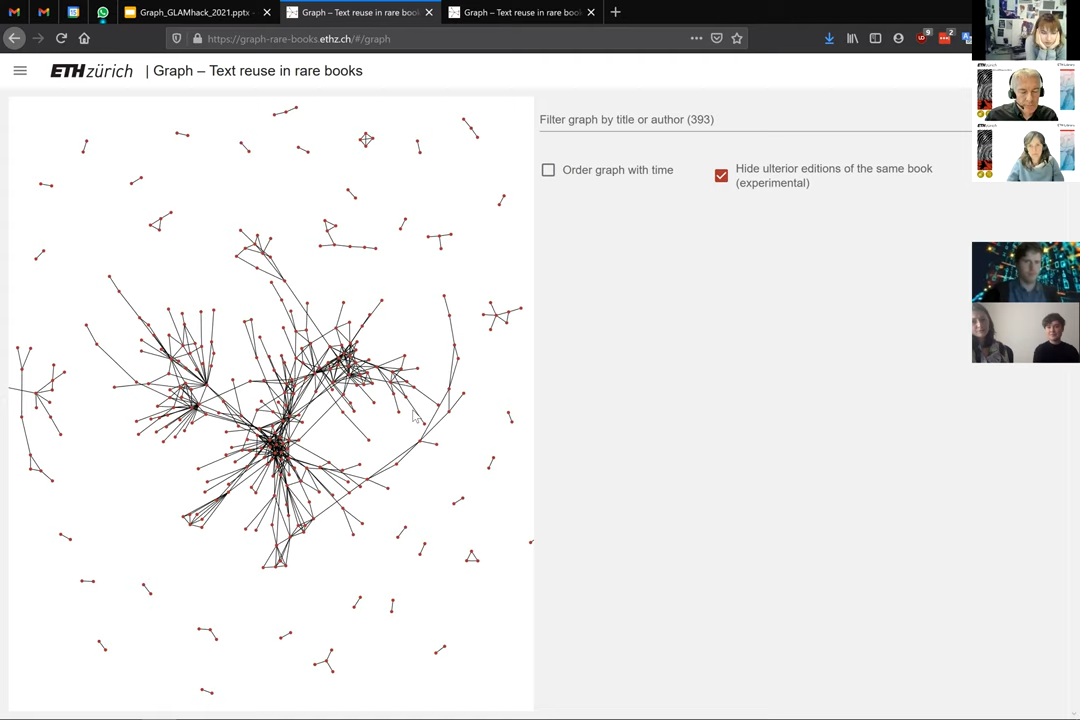 Graph_GLAMhack_2021.pptx -
Graph – Text reuse in rare book
Graph – Text reuse in rare book
https://graph-rare-books.ethz.ch/#/graph
9
2
ETH zürich | Graph – Text reuse in rare books
Filter graph by title or author (393)
Order graph with time
Hide ulterior editions of the same book
(experimental)